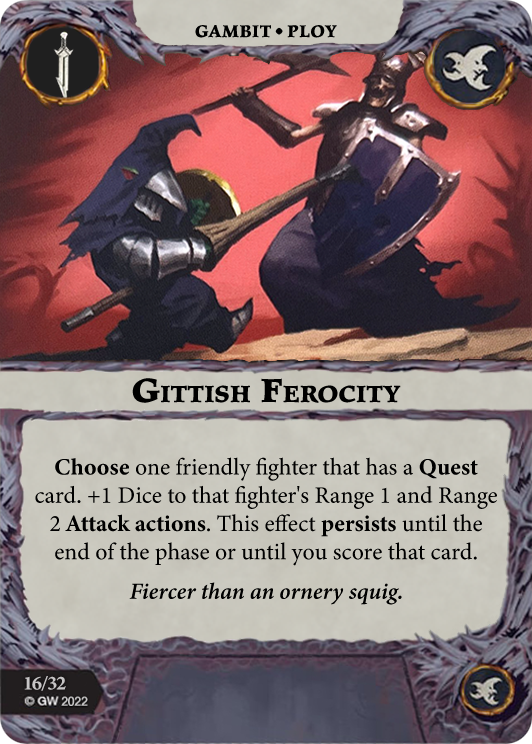 GAMBIT • PLOY
GITTISH FEROCITY
Choose one friendly fighter that has a Quest
card. +1 Dice to that fighter's Range 1 and Range
2 Attack actions. This effect persists until the
end of the phase or until you score that card.
Fiercer than an ornery squig.
16/32
© GW 2022